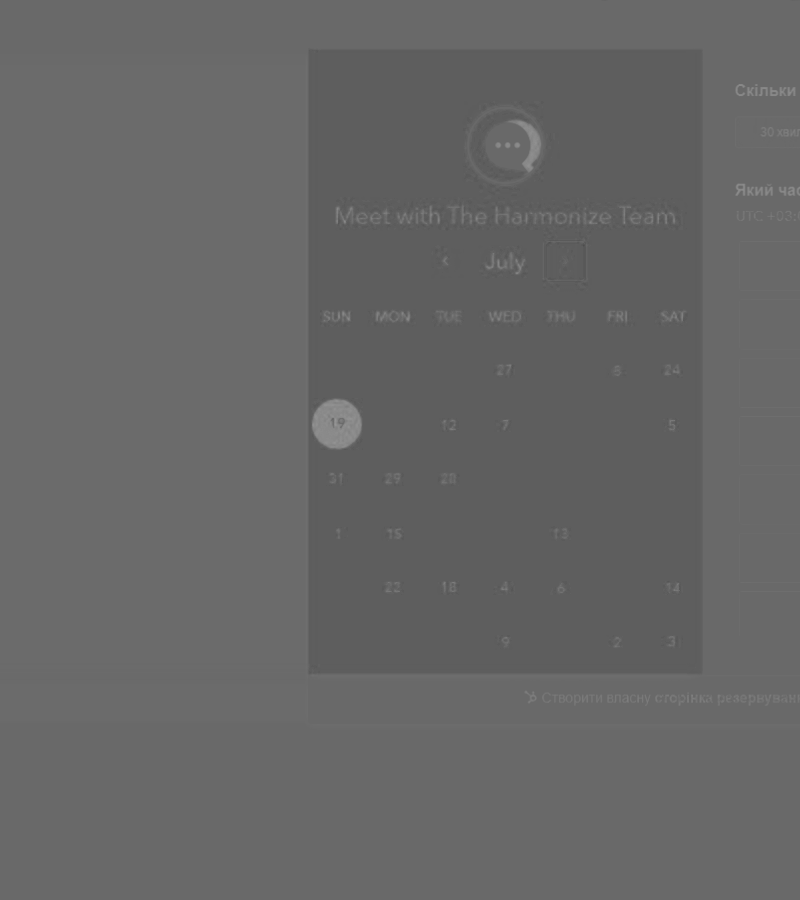 Скільки
30 хвил
Meet with The Harmonize Team
Який час
UTC +03:
July
SUN MON TUE WED THU FRI SAT
27 8 24
19 12 7 5
31 29 28
1 15 13
22 18 4 6 14
9 2 3
Створити власну сторінка резервуванн